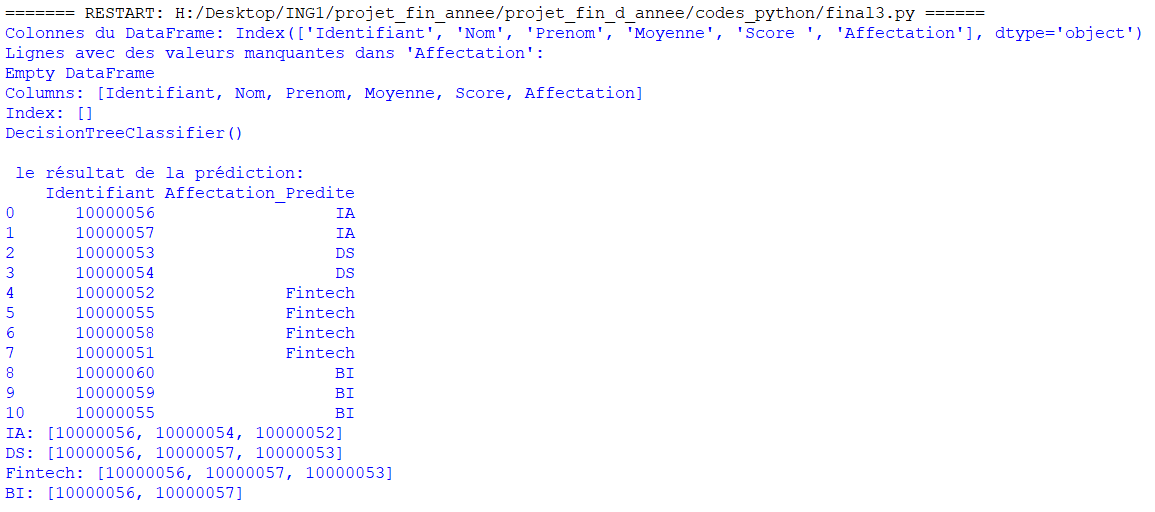 ======= RESTART: H:/Desktop/ING1/projet_fin_annee/projet_fin_d_annee/codes_python/final3.py ======
Colonnes du DataFrame: Index(['Identifiant', 'Nom', 'Prenom', 'Moyenne', 'Score ', 'Affectation'], dtype='object')
Lignes avec des valeurs manquantes dans 'Affectation':
Empty DataFrame
Columns: [Identifiant, Nom, Prenom, Moyenne, Score, Affectation]
Index: []
DecisionTreeClassifier()

 le résultat de la prédiction:
    Identifiant Affectation_Predite
0      10000056                  IA
1      10000057                  IA
2      10000053                  DS
3      10000054                  DS
4      10000052             Fintech
5      10000055             Fintech
6      10000058             Fintech
7      10000051             Fintech
8      10000060                  BI
9      10000059                  BI
10     10000055                  BI
IA: [10000056, 10000054, 10000052]
DS: [10000056, 10000057, 10000053]
Fintech: [10000056, 10000057, 10000053]
BI: [10000056, 10000057]